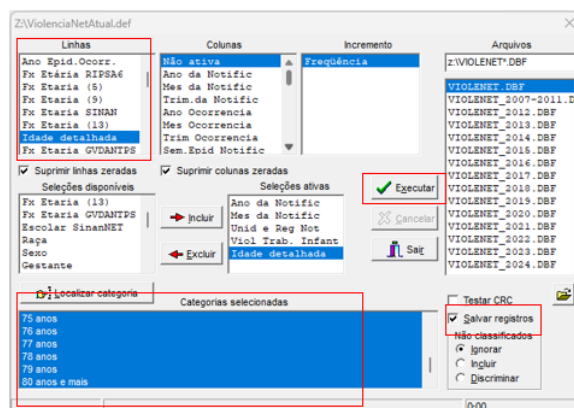 Z:\ViolenciaNetAtual.def
Linhas
Ano Epid.Ocorr.
Fx Etária RIPSA6
Fx Etaria (5)
Fx Etaria (9)
Fx Etaria SINAN
Fx Etaria (13)
Idade detalhada
Fx Etaria GVDANTPS
Suprimir linhas zeradas
Colunas
Não ativa
Ano da Notific
Mes da Notific
Trim.da Notific
Ano Ocorrencia
Mes Ocorrencia
Trim Ocorrencia
Sem.Epid Notific
Suprimir colunas zeradas
Incremento
Freqüência
Arquivos
z:\VIOLENET*.DBF
VIOLENET.DBF
VIOLENET_2007-2011.D
VIOLENET_2012.DBF
VIOLENET_2013.DBF
VIOLENET_2014.DBF
VIOLENET_2015.DBF
VIOLENET_2016.DBF
VIOLENET_2017.DBF
VIOLENET_2018.DBF
VIOLENET_2019.DBF
VIOLENET_2020.DBF
VIOLENET_2021.DBF
VIOLENET_2022.DBF
VIOLENET_2023.DBF
VIOLENET_2024.DBF
Seleções disponíveis
Fx Etaria (13)
Fx Etaria GVDANTPS
Escolar SinanNET
Raça
Sexo
Gestante
Incluir
Excluir
Seleções ativas
Ano da Notific
Mes da Notific
Unid e Reg Not
Viol Trab. Infant
Idade detalhada
Executar
Cancelar
Sair
Localizar categoria
Categorias selecionadas
75 anos
76 anos
77 anos
78 anos
79 anos
80 anos e mais
Testar CRC
Salvar registros
Não classificados
Ignorar
Incluir
Discriminar
0:00